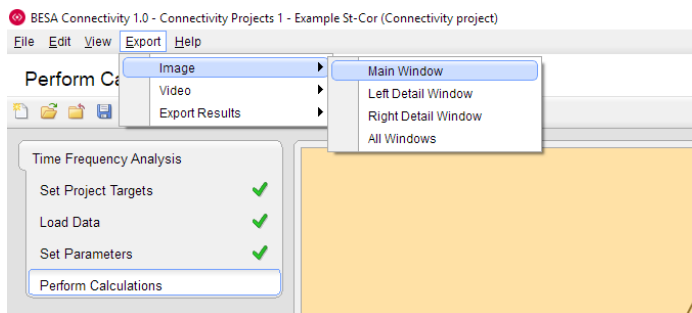 BESA Connectivity 1.0 - Connectivity Projects 1 - Example St-Cor (Connectivity project)
File Edit View Export Help
Perform Ca
Image
Video
Export Results
Main Window
Left Detail Window
Right Detail Window
All Windows
Time Frequency Analysis
Set Project Targets
Load Data
Set Parameters
Perform Calculations